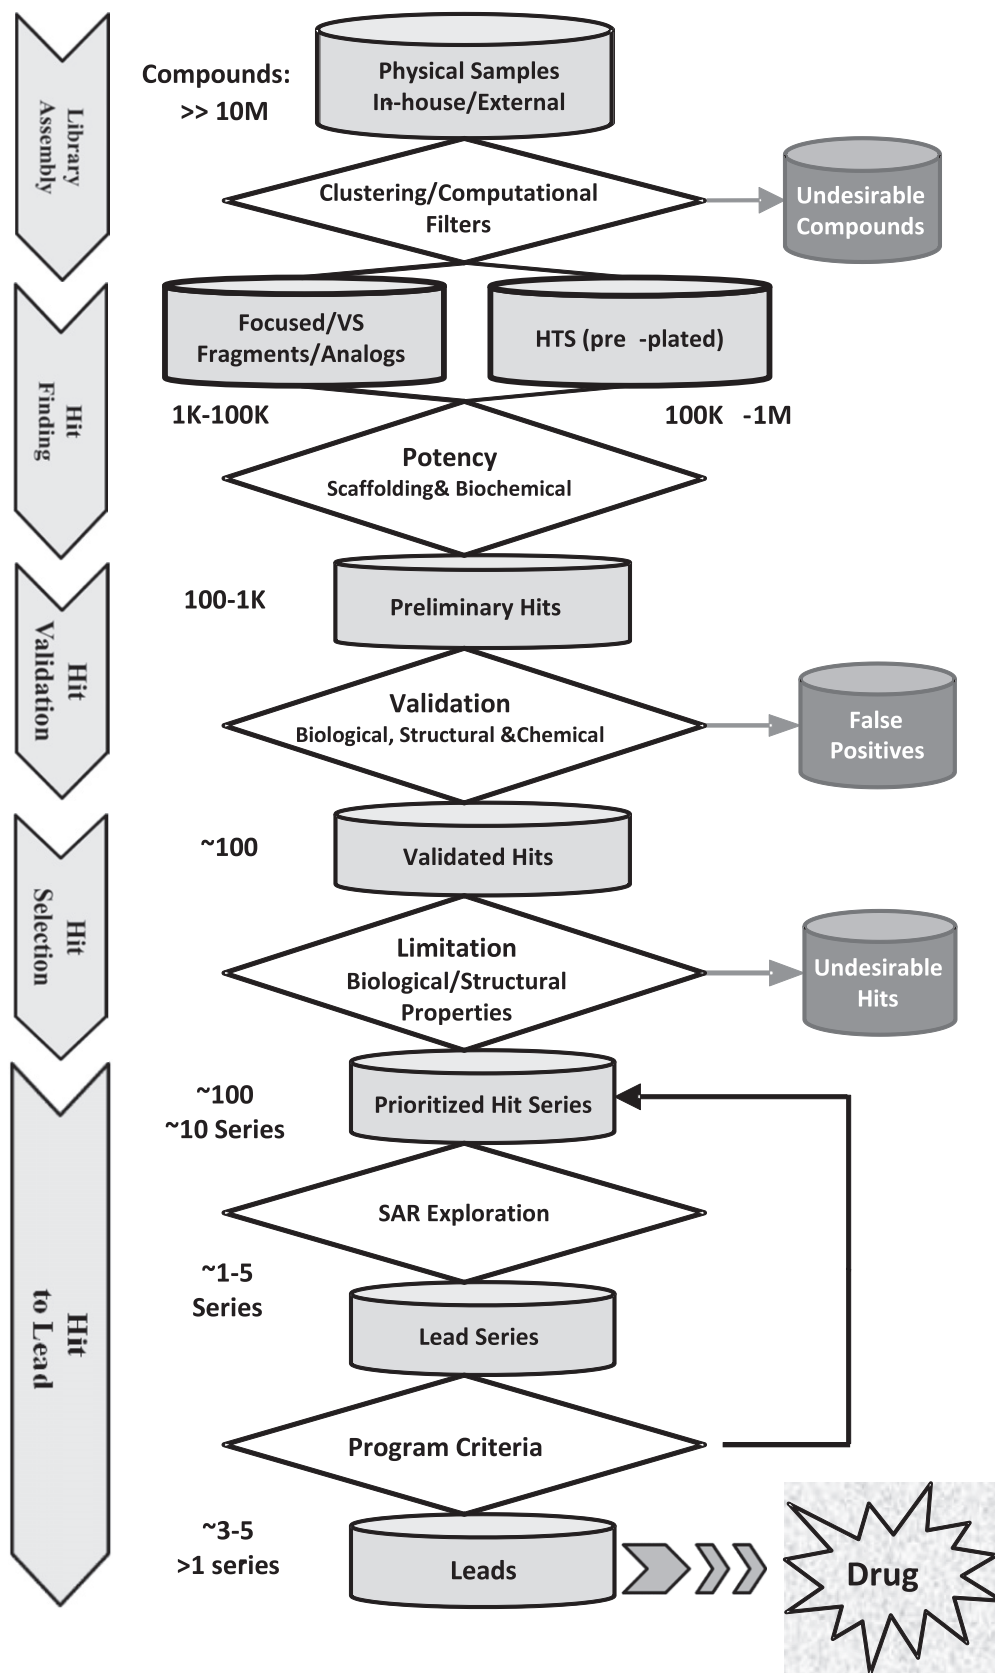 Library
Assembly
Compounds:
>> 10M
Physical Samples
In-house/External
Clustering/Computational
Filters
Undesirable
Compounds
Hit
Finding
Focused/VS
Fragments/Analogs
HTS (pre -plated)
1K-100K
100K -1M
Potency
Scaffolding& Biochemical
Hit
Validation
100-1K
Preliminary Hits
Validation
Biological, Structural &Chemical
False
Positives
Hit
Selection
~100
Validated Hits
Limitation
Biological/Structural
Properties
Undesirable
Hits
Hit
to Lead
~100
~10 Series
Prioritized Hit Series
SAR Exploration
~1-5
Series
Lead Series
Program Criteria
~3-5
>1 series
Leads
Drug